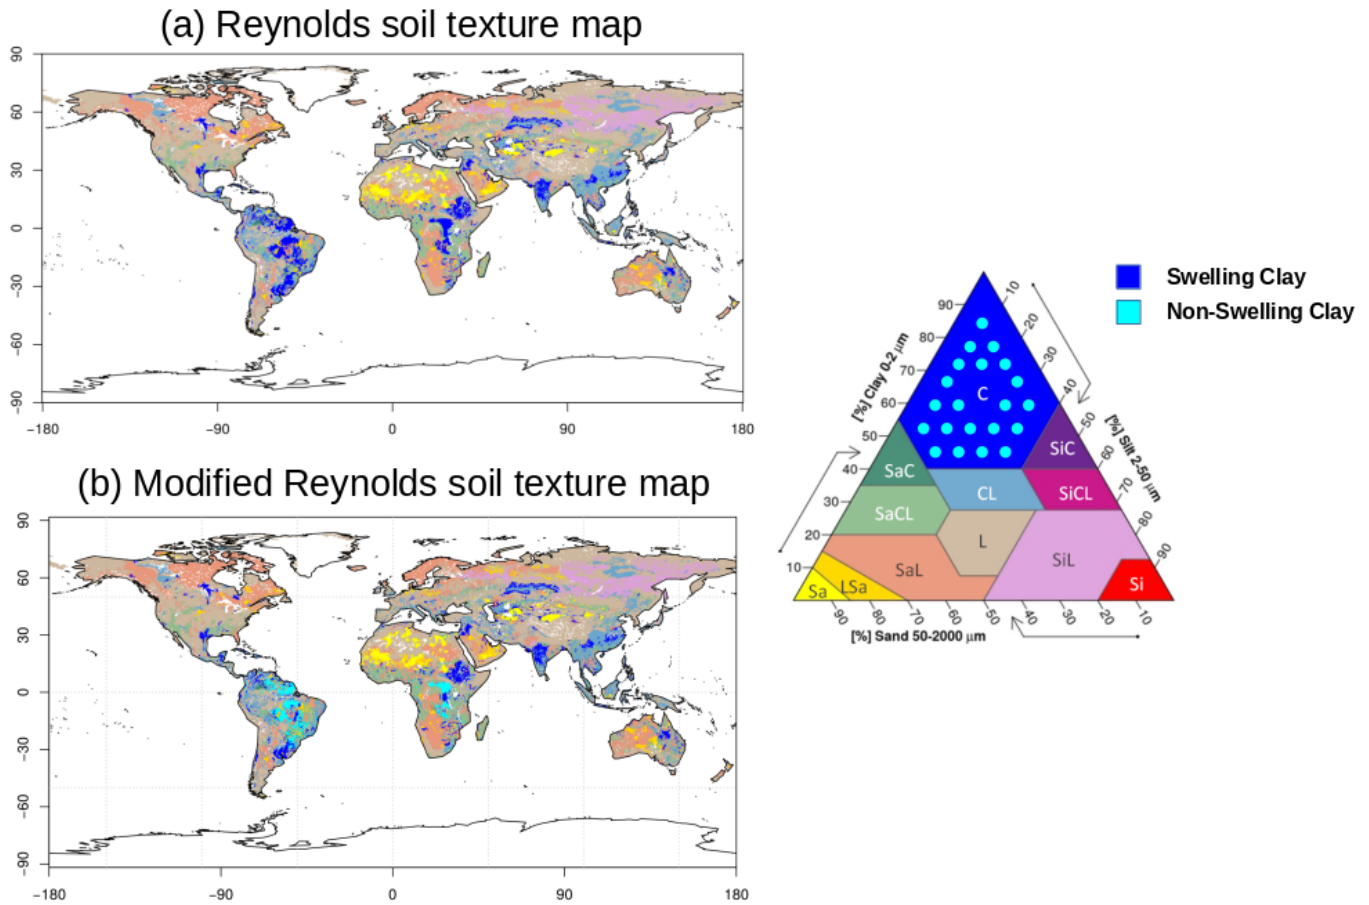 (a) Reynolds soil texture map
90
60
30
0
−30
−60
−90
−180
−90
0
90
180
(b) Modified Reynolds soil texture map
90
60
30
0
−30
−60
−90
−180
−90
0
90
180
Swelling Clay
Non-Swelling Clay
[%] Clay 0-2 µm
90
80
70
60
50
40
30
20
10
10
20
30
40
50
60
70
80
90
[%] Silt 2-50 µm
C
SiC
SaC
CL
SiCL
SaCL
L
SiL
SaL
Si
Sa
LSa
90
80
70
60
50
40
30
20
10
[%] Sand 50-2000 µm